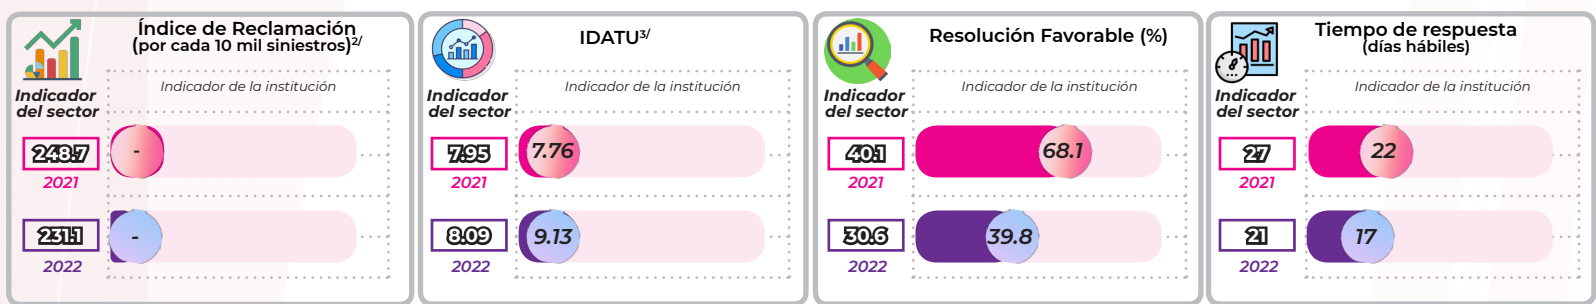 Índice de Reclamación
(por cada 10 mil siniestros)2/
Indicador de la institución
Indicador
del sector
248.7
-
2021
231.1
-
2022
IDATU3/
Indicador de la institución
Indicador
del sector
7.95
7.76
2021
8.09
9.13
2022
Resolución Favorable (%)
Indicador de la institución
Indicador
del sector
40.1
68.1
2021
30.6
39.8
2022
Tiempo de respuesta
(días hábiles)
Indicador de la institución
Indicador
del sector
27
22
2021
21
17
2022